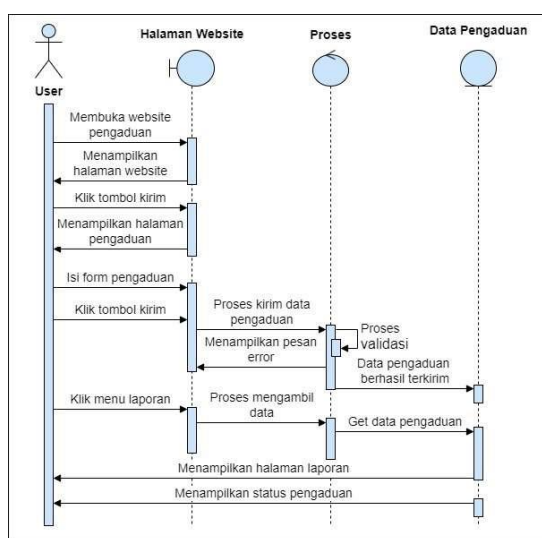 Halaman Website
Proses
Data Pengaduan
User
Membuka website
pengaduan
Menampilkan
halaman website
Klik tombol kirim
Menampilkan halaman
pengaduan
Isi form pengaduan
Klik tombol kirim
Proses kirim data
pengaduan
Proses
validasi
Menampilkan pesan
error
Data pengaduan
berhasil terkirim
Klik menu laporan
Proses mengambil
data
Get data pengaduan
Menampilkan halaman laporan
Menampilkan status pengaduan